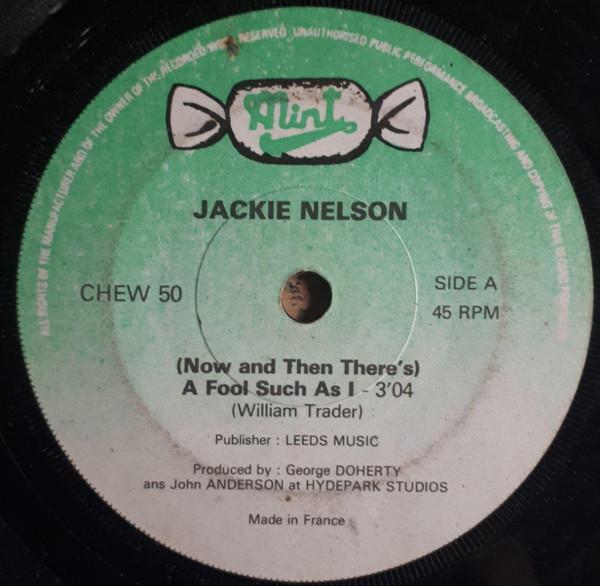 ALL RIGHTS OF THE MANUFACTURER AND OF THE OWNER OF THE RECORDED WORK RESERVED UNAUTHORISED PUBLIC PERFORMANCE BROADCASTING AND COPYING OF THIS RECORD PROHIBITED
Mint
JACKIE NELSON
CHEW 50
SIDE A
45 RPM
(Now and Then There's)
A Fool Such As I - 3'04
(William Trader)
Publisher : LEEDS MUSIC
Produced by : George DOHERTY
ans John ANDERSON at HYDEPARK STUDIOS
Made in France